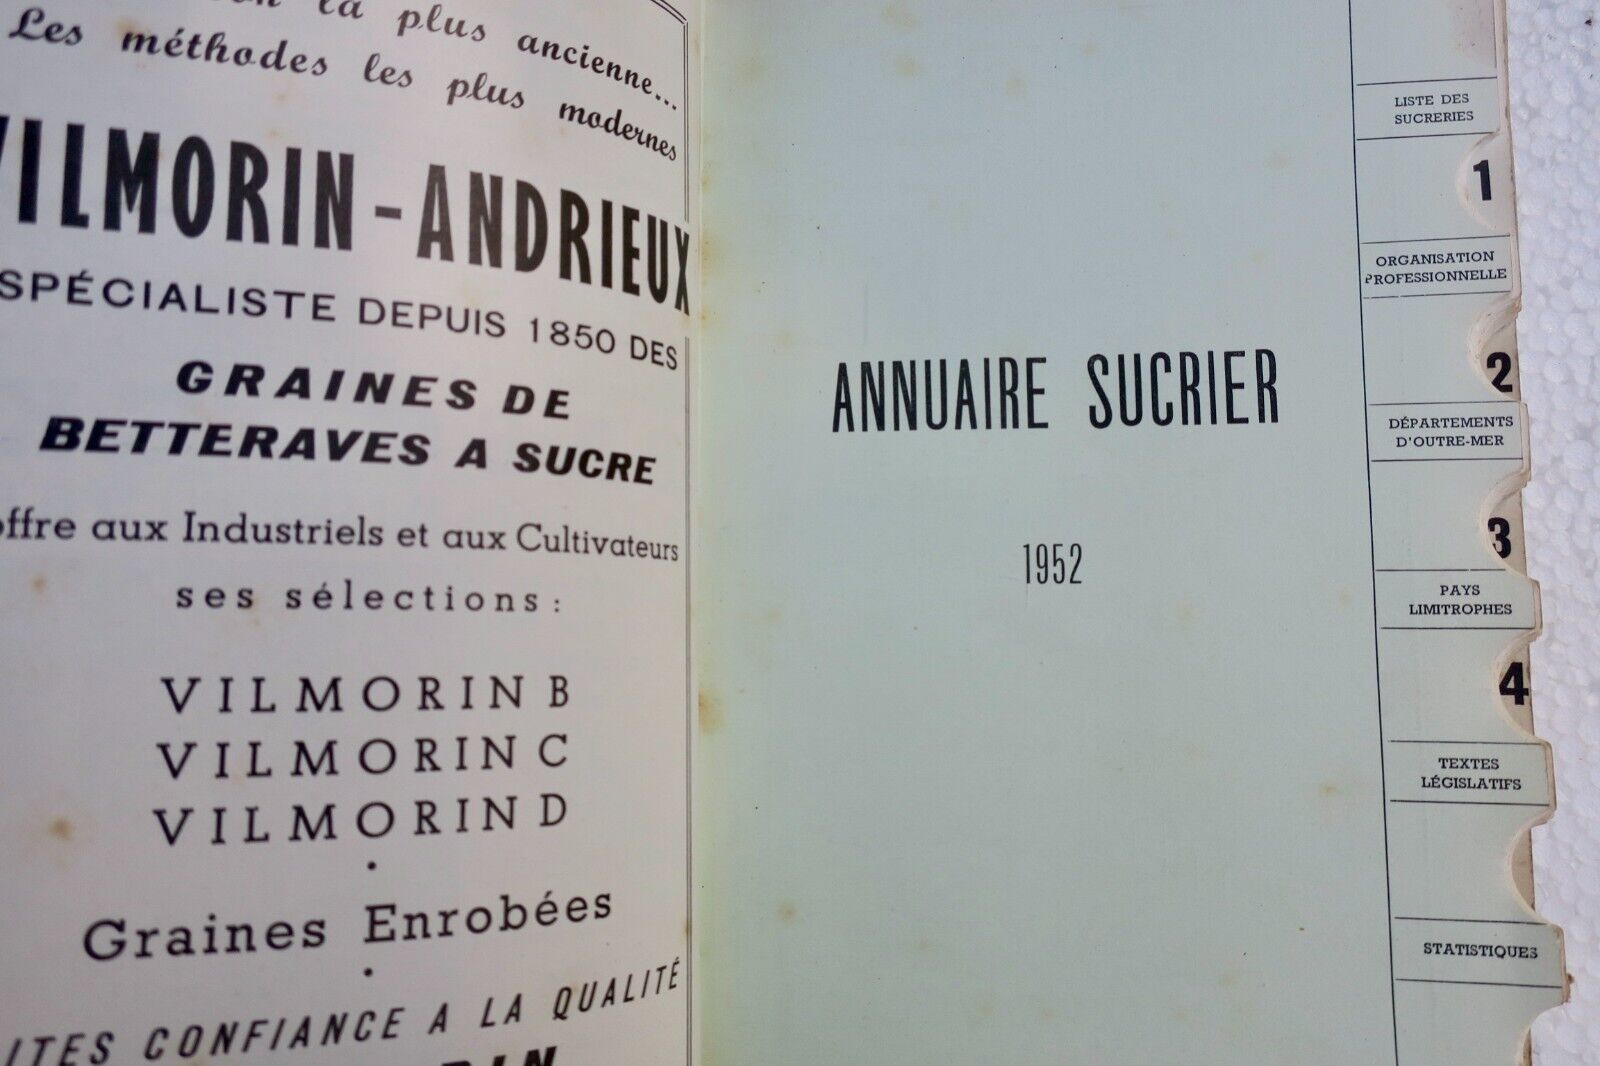 la plus ancienne...
Les méthodes les plus modernes
VILMORIN-ANDRIEUX
SPÉCIALISTE DEPUIS 1850 DES
GRAINES DE
BETTERAVES A SUCRE
offre aux Industriels et aux Cultivateurs
ses sélections :
VILMORIN B
VILMORIN C
VILMORIN D
•
Graines Enrobées
•
CONFIANCE A LA QUALITÉ
ANNUAIRE SUCRIER
1952
LISTE DES
SUCRERIES
1
ORGANISATION
PROFESSIONNELLE
2
DÉPARTEMENTS
D'OUTRE-MER
3
PAYS
LIMITROPHES
4
TEXTES
LÉGISLATIFS
STATISTIQUES